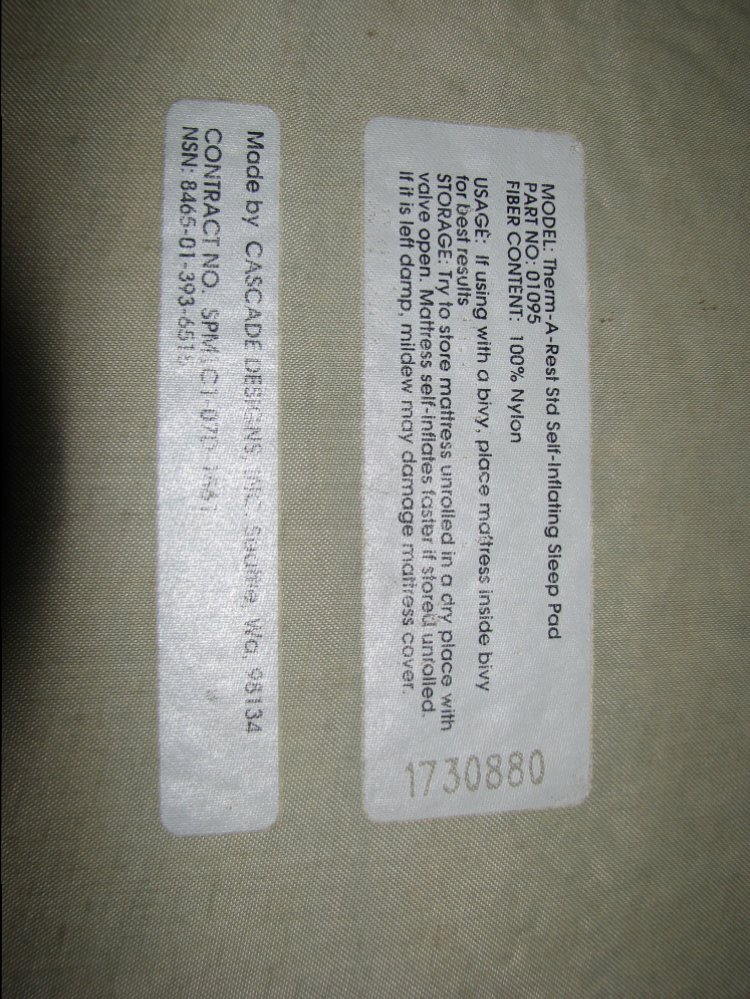 MODEL: Therm-A-Rest Std Self-Inflating Sleep Pad
PART NO: 01095
FIBER CONTENT: 100% Nylon
USAGE: If using with a bivy, place mattress inside bivy
for best results
STORAGE: Try to store mattress unrolled in a dry place with
valve open. Mattress self-inflates faster if stored unrolled.
If it is left damp, mildew may damage mattress cover.
1730880
Made by CASCADE DESIGNS, INC. Seattle, Wa. 98134
CONTRACT NO.
NSN: 8465-01-393-6515